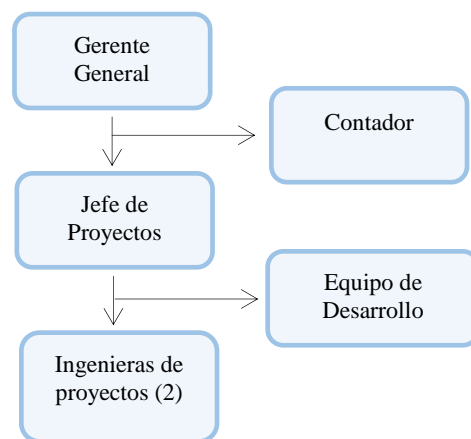 Gerente
General
Contador
Jefe de
Proyectos
Equipo de
Desarrollo
Ingenieras de
proyectos (2)